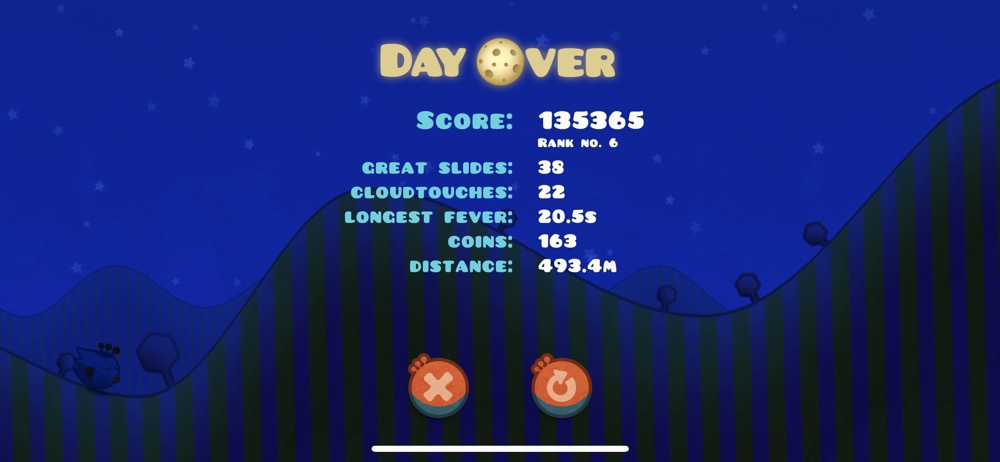 DAY OVER
SCORE: 135365
RANK NO. 6
GREAT SLIDES: 38
CLOUDTOUCHES: 22
LONGEST FEVER: 20.5S
COINS: 163
DISTANCE: 493.4M